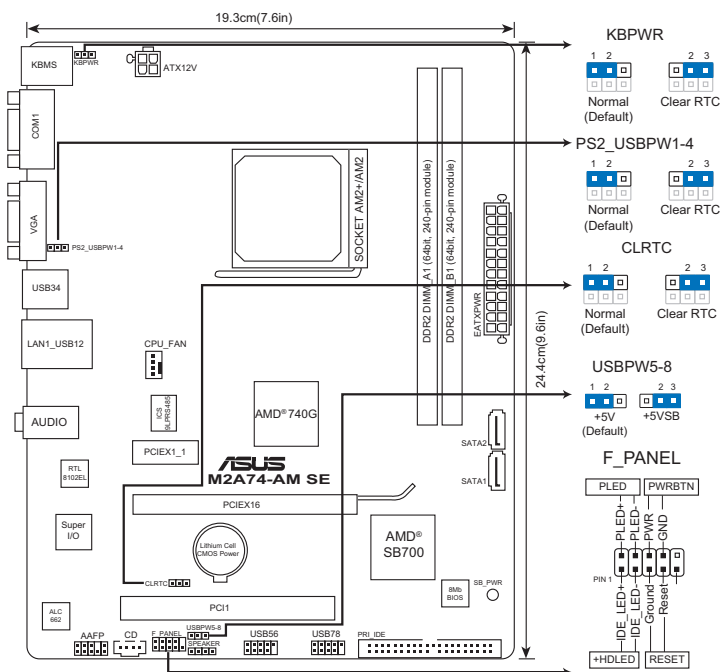 19.3cm(7.6in)
KBMS
KBPWR
ATX12V
COM1
VGA
PS2_USBPW1-4
USB34
LAN1_USB12
AUDIO
CPU_FAN
ICS
9LPRS485
PCIEX1_1
RTL
8102EL
Super
I/O
ALC
662
SOCKET AM2+/AM2
DDR2 DIMM_A1 (64bit, 240-pin module)
DDR2 DIMM_B1 (64bit, 240-pin module)
EATXPWR
24.4cm(9.6in)
AMD® 740G
SATA2
SATA1
ASUS
M2A74-AM SE
PCIEX16
Lithium Cell
CMOS Power
AMD®
SB700
CLRTC
8Mb
BIOS
SB_PWR
PCI1
AAFP
CD
F_PANEL
USBPW5-8
SPEAKER
USB56
USB78
PRI_IDE
KBPWR
1 2
2 3
Normal
(Default)
Clear RTC
PS2_USBPW1-4
1 2
2 3
Normal
(Default)
Clear RTC
CLRTC
1 2
2 3
Normal
(Default)
Clear RTC
USBPW5-8
1 2
2 3
+5V
(Default)
+5VSB
F_PANEL
PLED
PWRBTN
PLED+
PLED-
PWR
GND
PIN 1
IDE_LED+
IDE_LED-
Ground
Reset
+HDLED
RESET